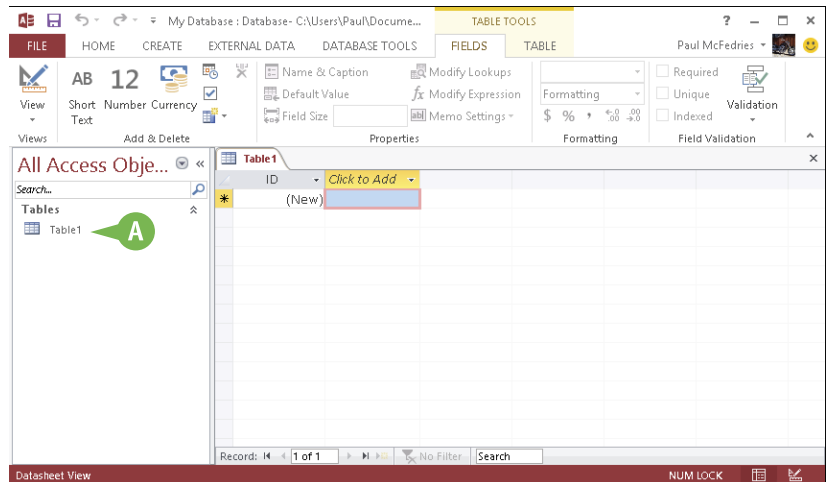 My Database : Database- C:\Users\Paul\Docume... TABLE TOOLS ?
FILE HOME CREATE EXTERNAL DATA DATABASE TOOLS FIELDS TABLE Paul McFedries
View
AB Short Text
12 Number
Currency
Name & Caption
Default Value
Field Size
Modify Lookups
fx Modify Expression
ab Memo Settings
Formatting
$ % ,
Required
Unique
Indexed
Validation
Views Add & Delete Properties Formatting Field Validation
All Access Obje... «
Search...
Tables
Table1
A
Table1
ID Click to Add
(New)
Record: 1 of 1 No Filter Search
Datasheet View NUM LOCK